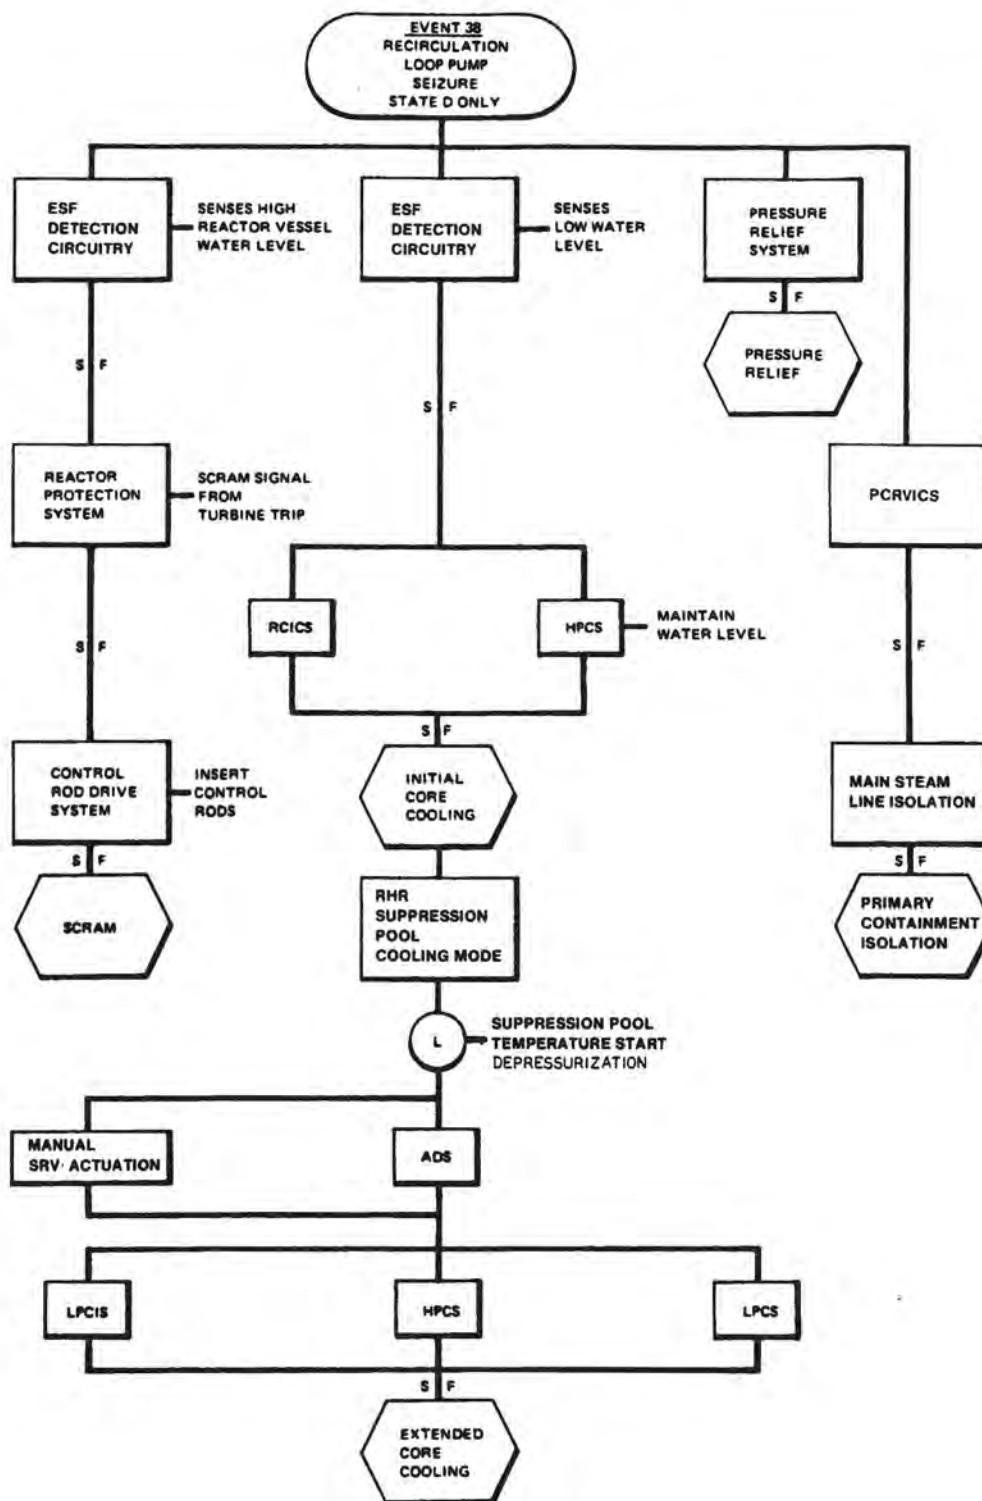 EVENT 38
RECIRCULATION
LOOP PUMP
SEIZURE
STATE D ONLY
ESF
DETECTION
CIRCUITRY
SENSES HIGH
REACTOR VESSEL
WATER LEVEL
ESF
DETECTION
CIRCUITRY
SENSES
LOW WATER
LEVEL
PRESSURE
RELIEF
SYSTEM
S F
PRESSURE
RELIEF
S F
S F
REACTOR
PROTECTION
SYSTEM
SCRAM SIGNAL
FROM
TURBINE TRIP
PCRVICS
RCICS
HPCS
MAINTAIN
WATER LEVEL
S F
S F
S F
CONTROL
ROD DRIVE
SYSTEM
INSERT
CONTROL
RODS
INITIAL
CORE
COOLING
MAIN STEAM
LINE ISOLATION
S F
S F
SCRAM
RHR
SUPPRESSION
POOL
COOLING MODE
PRIMARY
CONTAINMENT
ISOLATION
L
SUPPRESSION POOL
TEMPERATURE START
DEPRESSURIZATION
MANUAL
SRV ACTUATION
ADS
LPCIS
HPCS
LPCS
S F
EXTENDED
CORE
COOLING